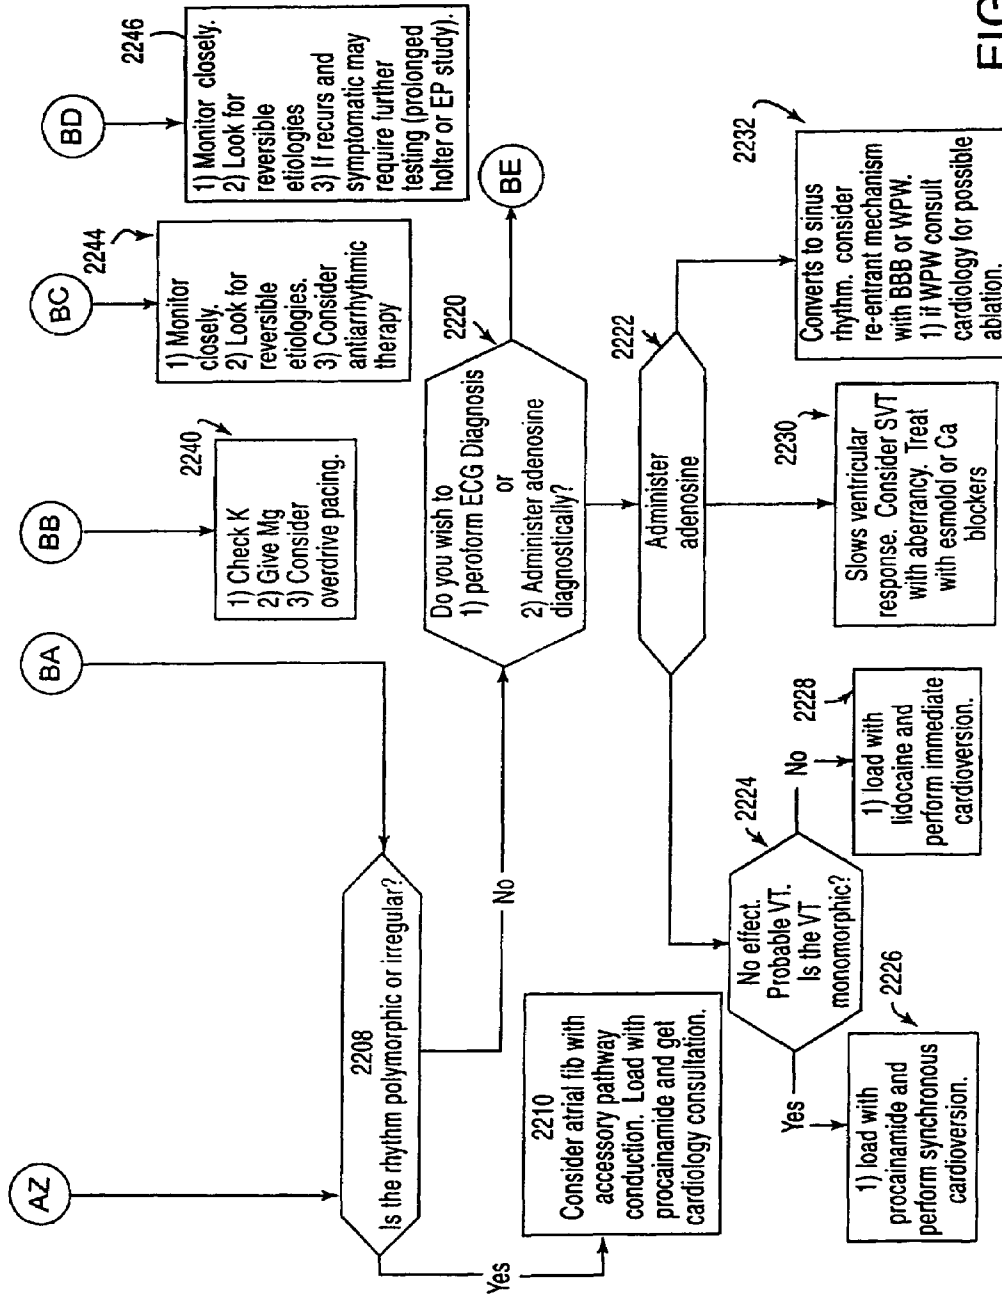 AZ
BA
BB
BC
BD
2208
Is the rhythm polymorphic or irregular?
Yes
No
2210
Consider atrial fib with
accessory pathway
conduction. Load with
procainamide and get
cardiology consultation.
2240
1) Check K
2) Give Mg
3) Consider
overdrive pacing.
2244
1) Monitor
closely.
2) Look for
reversible
etiologies.
3) Consider
antiarrhythmic
therapy
2246
1) Monitor closely.
2) Look for
reversible
etiologies
3) If recurs and
symptomatic may
require further
testing (prolonged
holter or EP study).
2220
Do you wish to
1) peroform ECG Diagnosis
or
2) Administer adenosine
diagnostically?
BE
2222
Administer
adenosine
2224
No effect.
Probable VT.
Is the VT
monomorphic?
Yes
No
2226
1) load with
procainamide and
perform synchronous
cardioversion.
2228
1) load with
lidocaine and
perform immediate
cardioversion.
2230
Slows ventricular
response. Consider SVT
with aberrancy. Treat
with esmolol or Ca
blockers
2232
Converts to sinus
rhythm. consider
re-entrant mechanism
with BBB or WPW.
1) if WPW consult
cardiology for possible
ablation.
FIG